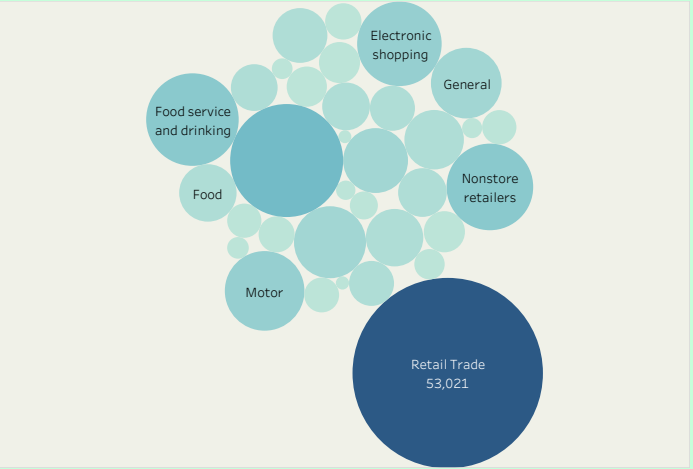 Electronic
shopping
General
Food service
and drinking
Nonstore
retailers
Food
Motor
Retail Trade
53,021